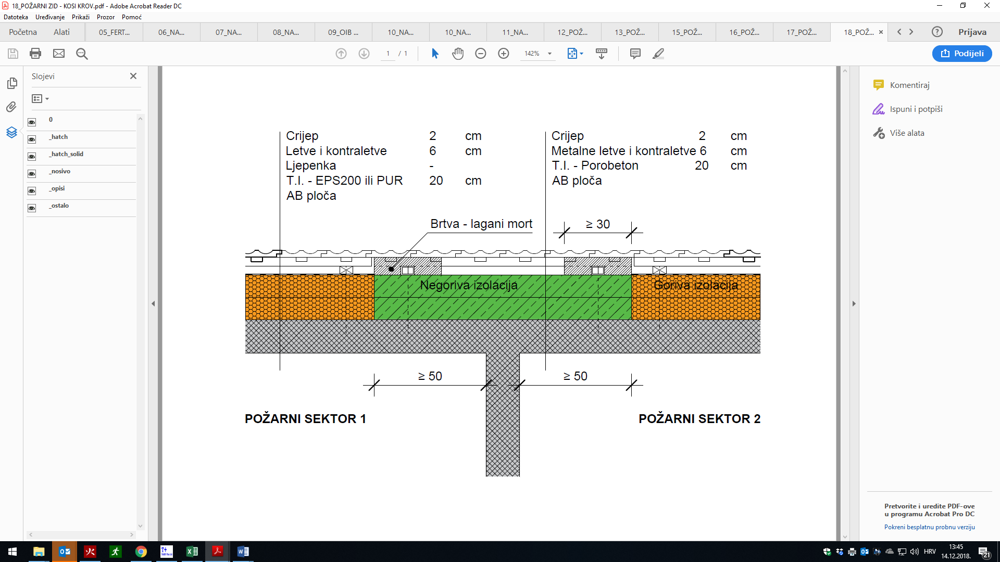 18_POŽARNI ZID - KOSI KROV.pdf - Adobe Acrobat Reader DC
Datoteka Uređivanje Prikaži Prozor Pomoć
Početna Alati 05_FERT... 06_NA... 07_NA... 08_NA... 09_OIB ... 10_NA... 10_NA... 11_NA... 12_POŽ... 13_POŽ... 15_POŽ... 16_POŽ... 17_POŽ... 18_POŽ... Prijava
1 / 1 142% Podijeli
Slojevi
0
_hatch
_hatch_solid
_nosivo
_opisi
_ostalo
Crijep 2 cm
Letve i kontraletve 6 cm
Ljepenka -
T.I. - EPS200 ili PUR 20 cm
AB ploča
Crijep 2 cm
Metalne letve i kontraletve 6 cm
T.I. - Porobeton 20 cm
AB ploča
Brtva - lagani mort
≥ 30
Negoriva izolacija
Goriva izolacija
≥ 50
≥ 50
POŽARNI SEKTOR 1
POŽARNI SEKTOR 2
Komentiraj
Ispuni i potpiši
Više alata
Pretvorite i uredite PDF-ove
u programu Acrobat Pro DC
Pokreni besplatnu probnu verziju
HRV
13:45
14.12.2018.
21